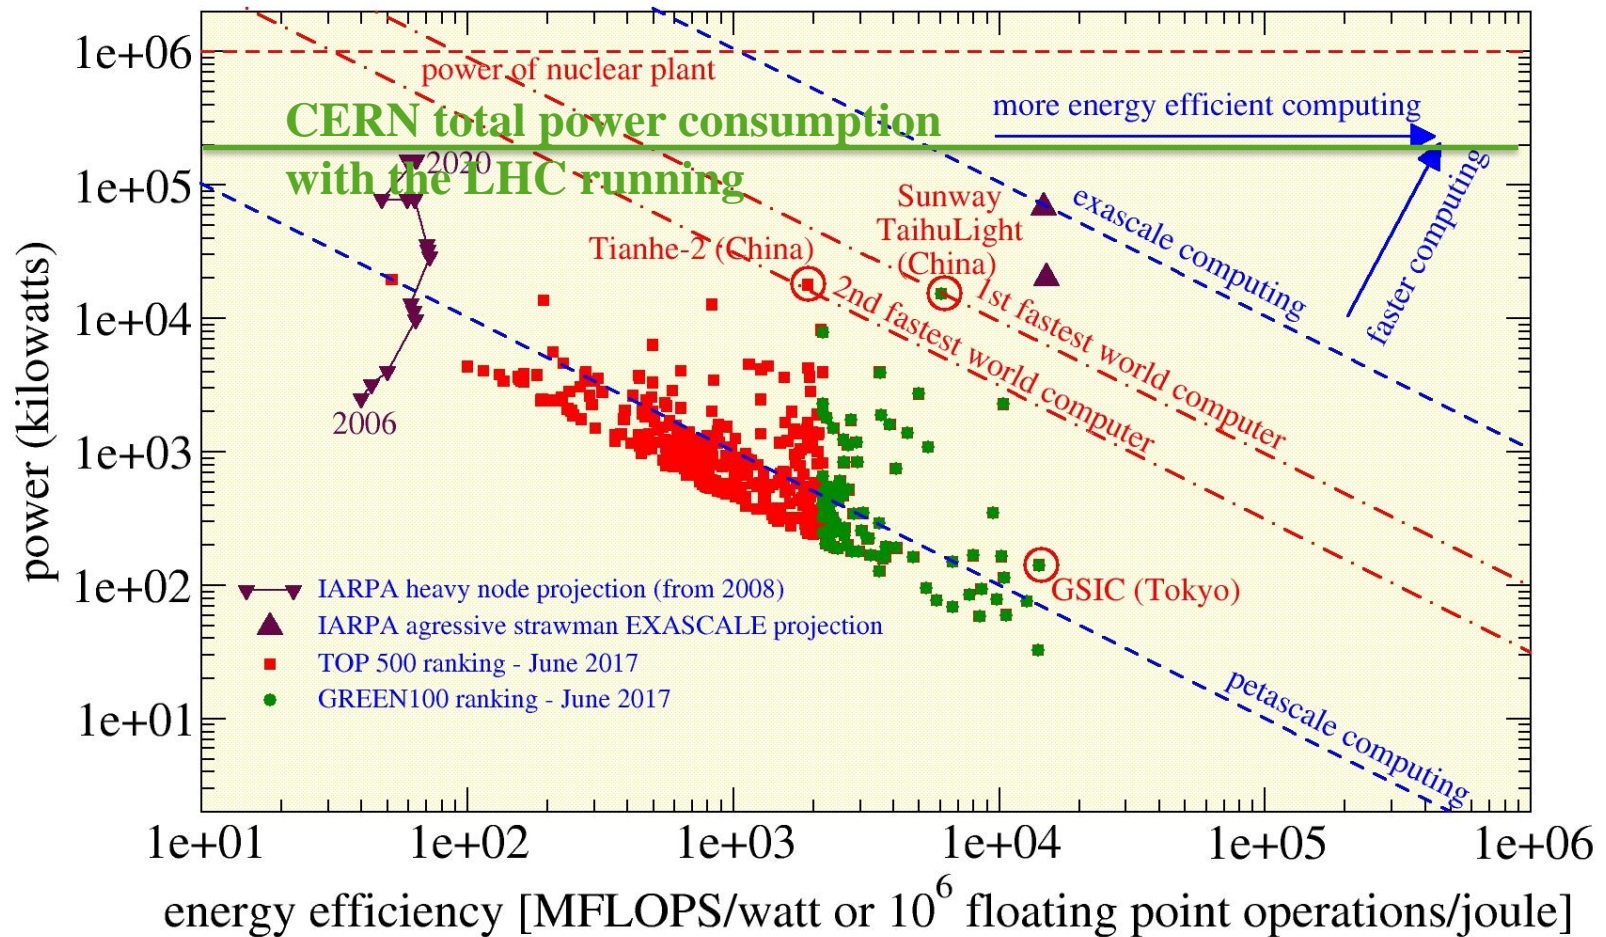 1e+06
power of nuclear plant
CERN total power consumption
with the LHC running
more energy efficient computing
faster computing
2020
1e+05
Sunway
TaihuLight
(China)
exascale computing
Tianhe-2 (China)
2nd fastest world computer
1st fastest world computer
1e+04
2006
1e+03
1e+02
GSIC (Tokyo)
IARPA heavy node projection (from 2008)
IARPA agressive strawman EXASCALE projection
TOP 500 ranking - June 2017
GREEN100 ranking - June 2017
petascale computing
1e+01
power (kilowatts)
1e+01 1e+02 1e+03 1e+04 1e+05 1e+06
energy efficiency [MFLOPS/watt or 10⁶ floating point operations/joule]